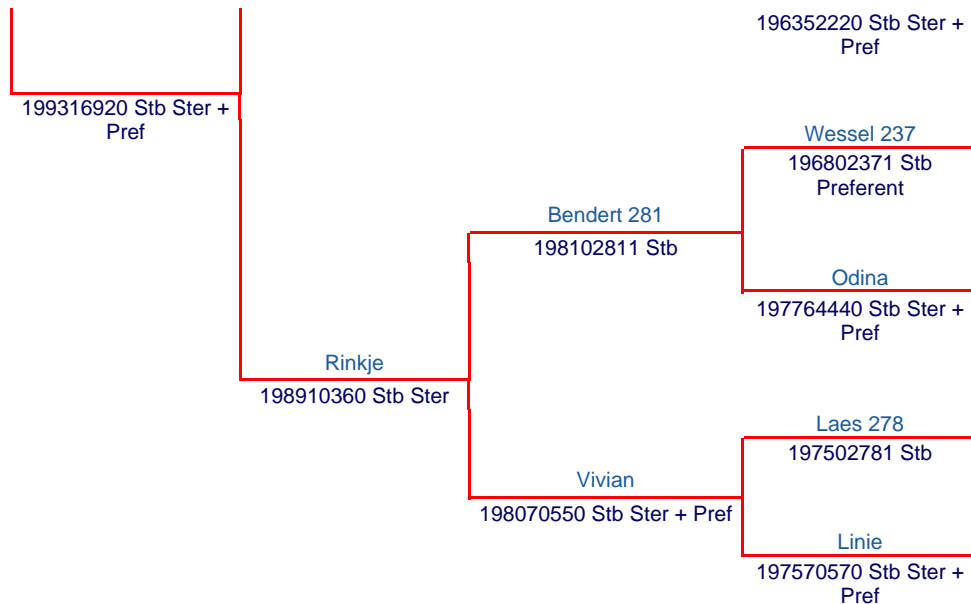 196352220 Stb Ster +
Pref
199316920 Stb Ster +
Pref
Wessel 237
196802371 Stb
Preferent
Bendert 281
198102811 Stb
Odina
197764440 Stb Ster +
Pref
Rinkje
198910360 Stb Ster
Laes 278
197502781 Stb
Vivian
198070550 Stb Ster + Pref
Linie
197570570 Stb Ster +
Pref